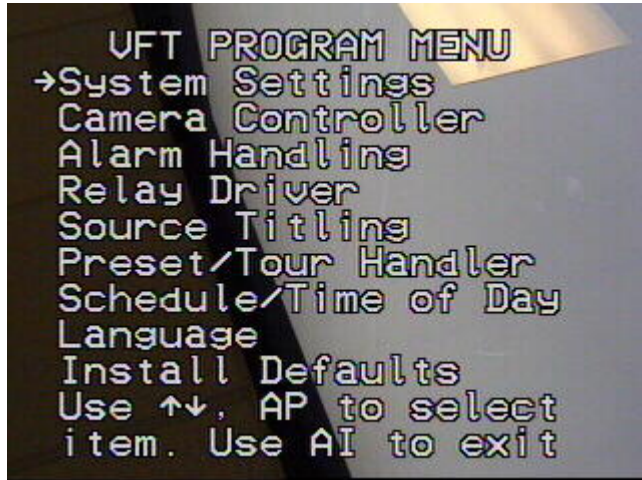 VFT PROGRAM MENU
→System Settings
Camera Controller
Alarm Handling
Relay Driver
Source Titling
Preset/Tour Handler
Schedule/Time of Day
Language
Install Defaults
Use ↑↓, AP to select
item. Use AI to exit